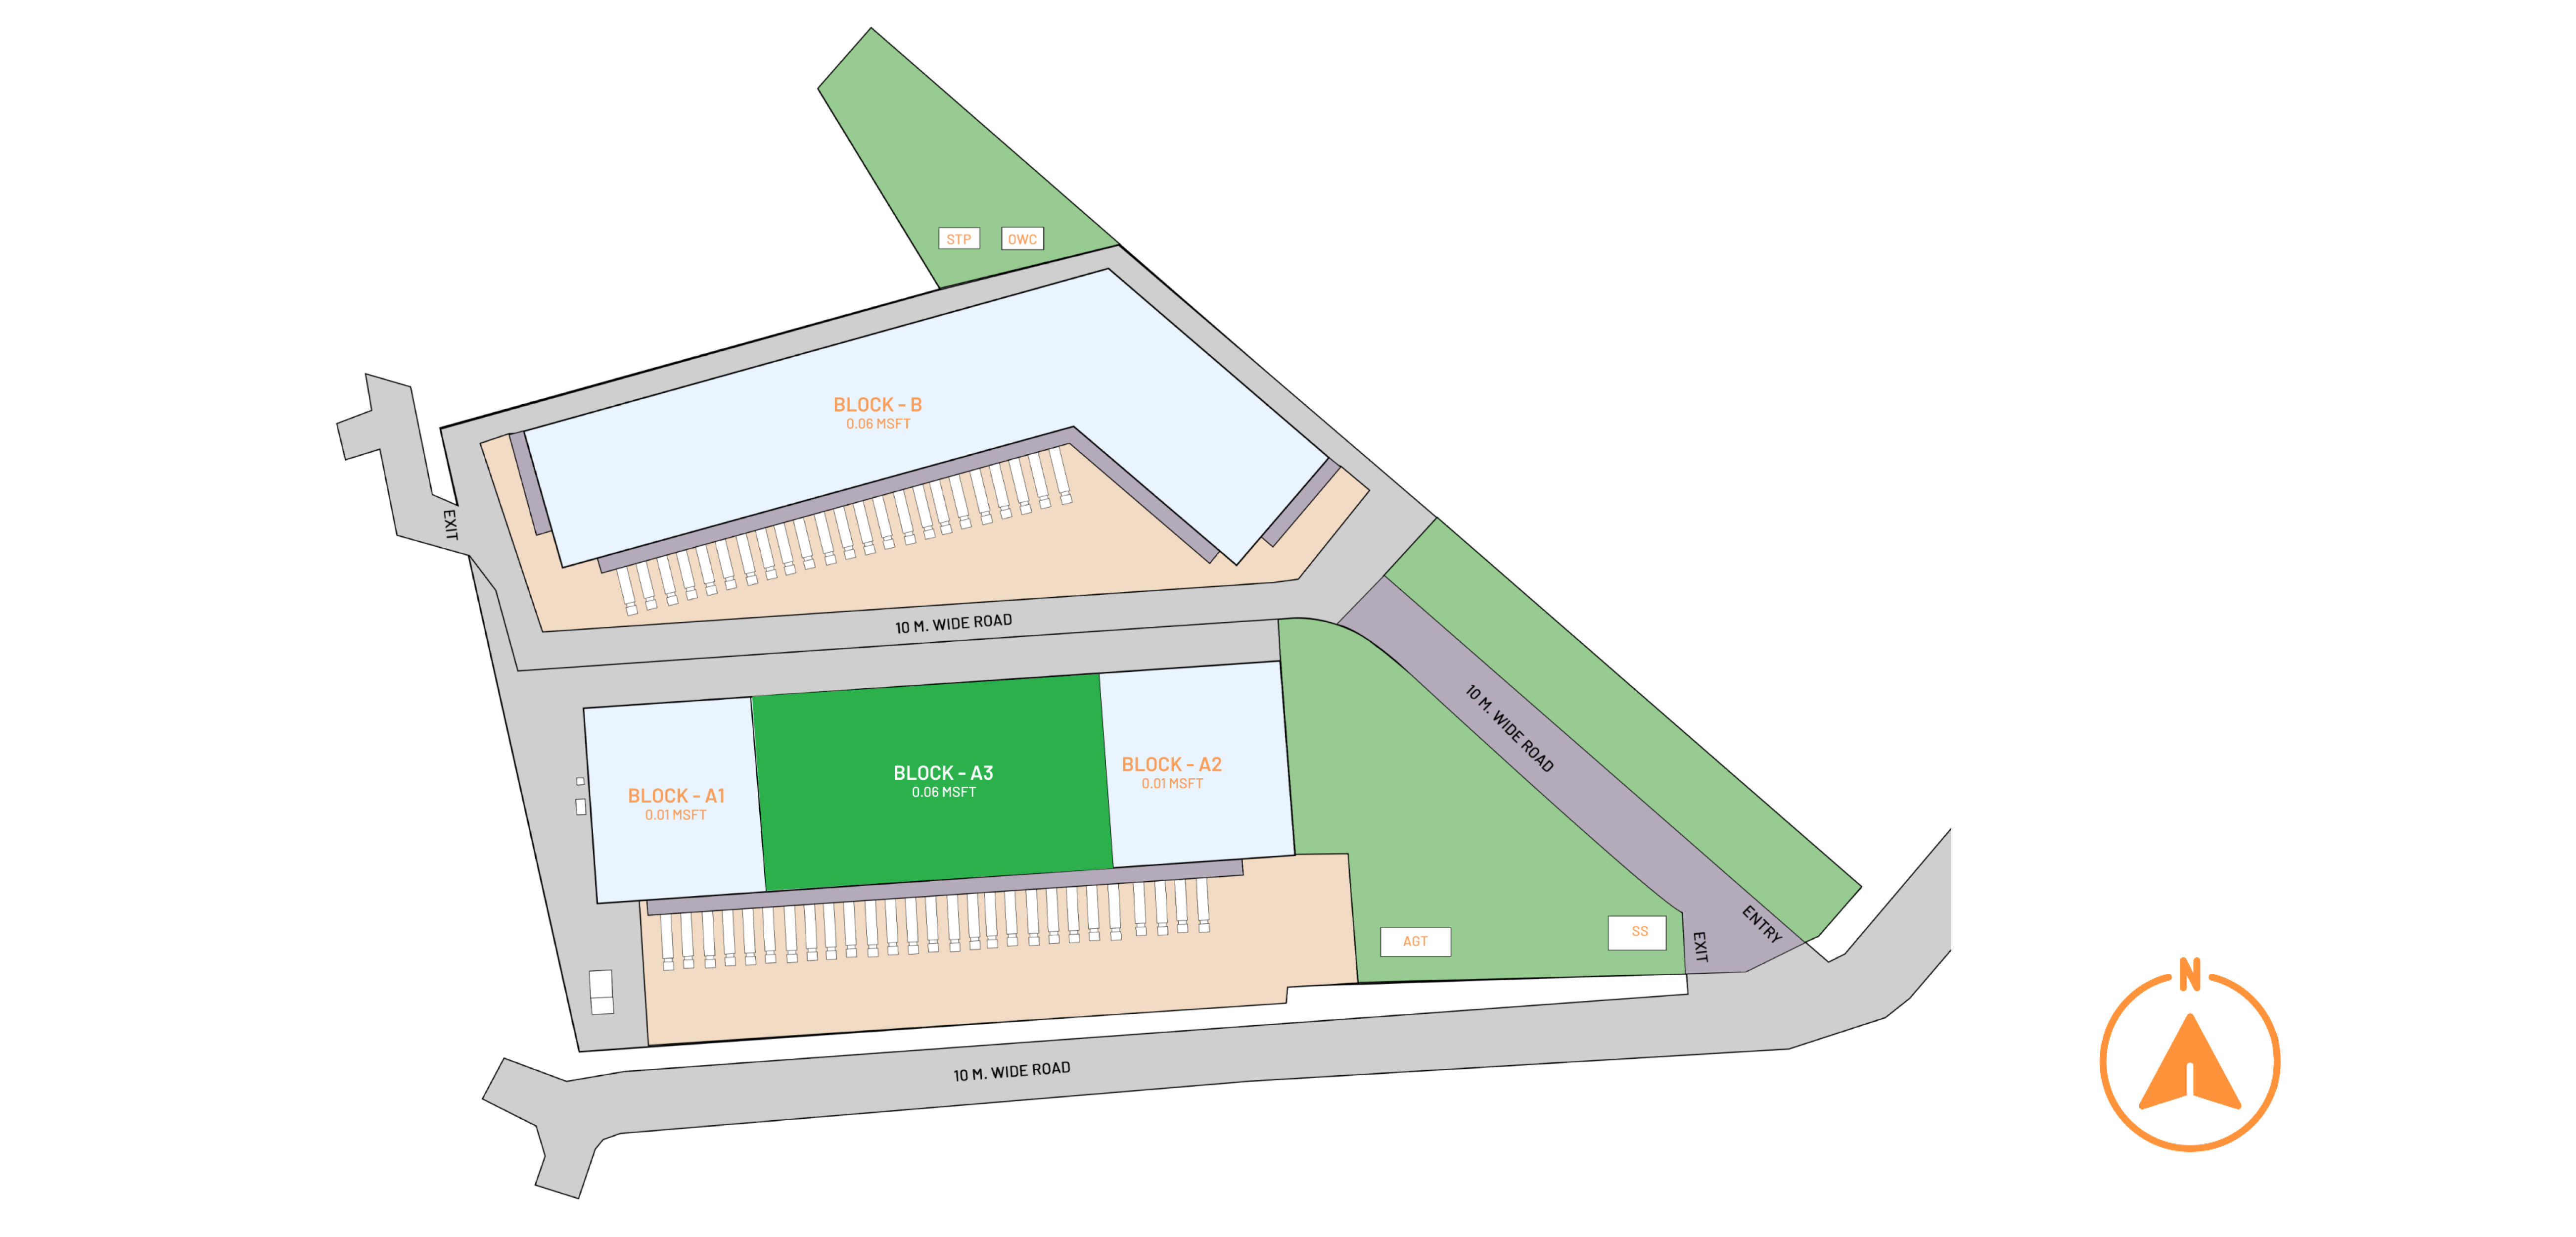 STP
OWC
BLOCK - B
0.06 MSFT
EXIT
10 M. WIDE ROAD
10 M. WIDE ROAD
BLOCK - A1
0.01 MSFT
BLOCK - A3
0.06 MSFT
BLOCK - A2
0.01 MSFT
AGT
SS
EXIT
ENTRY
10 M. WIDE ROAD
N